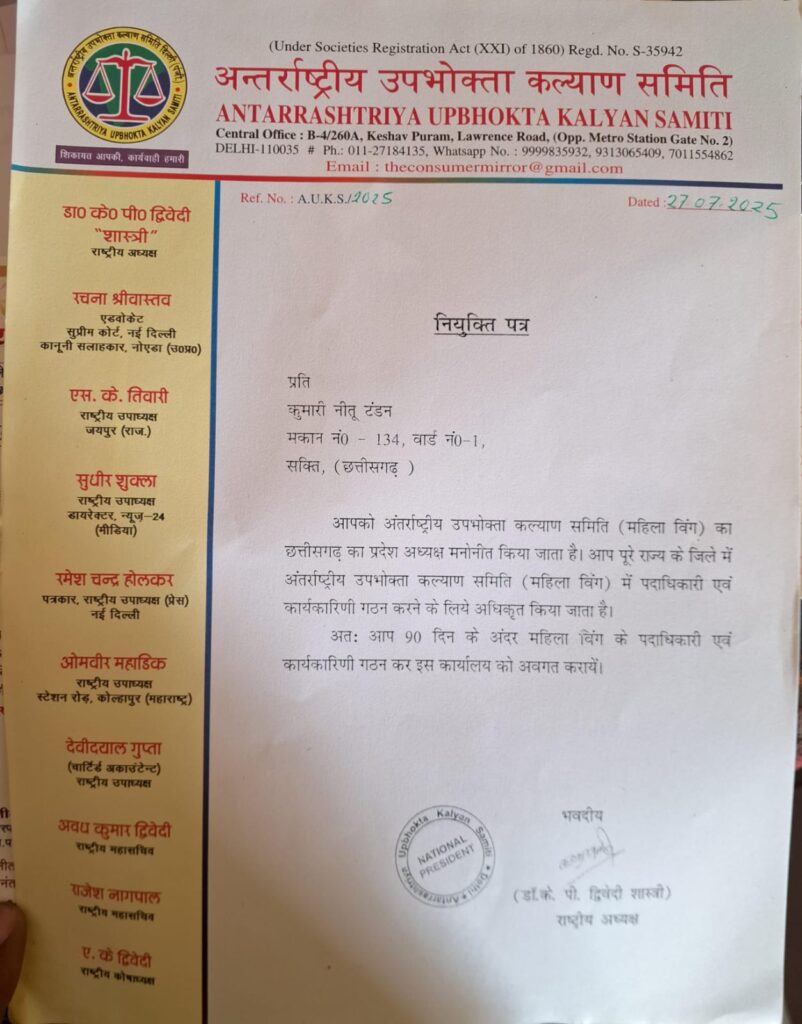 (Under Societies Registration Act (XXI) of 1860) Regd. No. S-35942
अन्तर्राष्ट्रीय उपभोक्ता कल्याण समिति
ANTARRASHTRIYA UPBHOKTA KALYAN SAMITI
Central Office : B-4/260A, Keshav Puram, Lawrence Road, (Opp. Metro Station Gate No. 2)
DELHI-110035 # Ph.: 011-27184135, Whatsapp No. : 9999835932, 9313065409, 7011554862
Email : theconsumermirror@gmail.com
अन्तर्राष्ट्रीय उपभोक्ता कल्याण समिति दिल्ली (पंजी०)
ANTARRASHTRIYA UPBHOKTA KALYAN SAMITI
शिकायत आपकी, कार्यवाही हमारी
Ref. No. : A.U.K.S./2025
Dated :27.07.2025
डा0 के0 पी0 द्विवेदी
"शास्त्री"
राष्ट्रीय अध्यक्ष
रचना श्रीवास्तव
एडवोकेट
सुप्रीम कोर्ट, नई दिल्ली
कानूनी सलाहकार, नोएडा (उ0प्र0)
एस. के. तिवारी
राष्ट्रीय उपाध्यक्ष
जयपुर (राज.)
सुधीर शुक्ला
राष्ट्रीय उपाध्यक्ष
डायरेक्टर, न्यूज़-24
(मीडिया)
रमेश चन्द्र होलकर
पत्रकार, राष्ट्रीय उपाध्यक्ष (प्रेस)
नई दिल्ली
ओमवीर महाडिक
राष्ट्रीय उपाध्यक्ष
स्टेशन रोड़, कोल्हापुर (महाराष्ट्र)
देवीदयाल गुप्ता
(चार्टिर्ड अकाउंटेन्ट)
राष्ट्रीय उपाध्यक्ष
अवध कुमार द्विवेदी
राष्ट्रीय महासचिव
राजेश नागपाल
राष्ट्रीय महासचिव
ए. के द्विवेदी
राष्ट्रीय कोषाध्यक्ष
नियुक्ति पत्र
प्रति
कुमारी नीतू टंडन
मकान नं0 - 134, वार्ड नं0-1,
सक्ति, (छत्तीसगढ़ )
आपको अंतर्राष्ट्रीय उपभोक्ता कल्याण समिति (महिला विंग) का
छत्तीसगढ़ का प्रदेश अध्यक्ष मनोनीत किया जाता है। आप पूरे राज्य के जिले में
अंतर्राष्ट्रीय उपभोक्ता कल्याण समिति (महिला विंग) में पदाधिकारी एवं
कार्यकारिणी गठन करने के लिये अधिकृत किया जाता है।
अतः आप 90 दिन के अंदर महिला विंग के पदाधिकारी एवं
कार्यकारिणी गठन कर इस कार्यालय को अवगत करायें।
Antarrashtriya Upbhokta Kalyan Samiti Delhi
NATIONAL
PRESIDENT
भवदीय
(डॉ.के. पी. द्विवेदी शास्त्री)
राष्ट्रीय अध्यक्ष